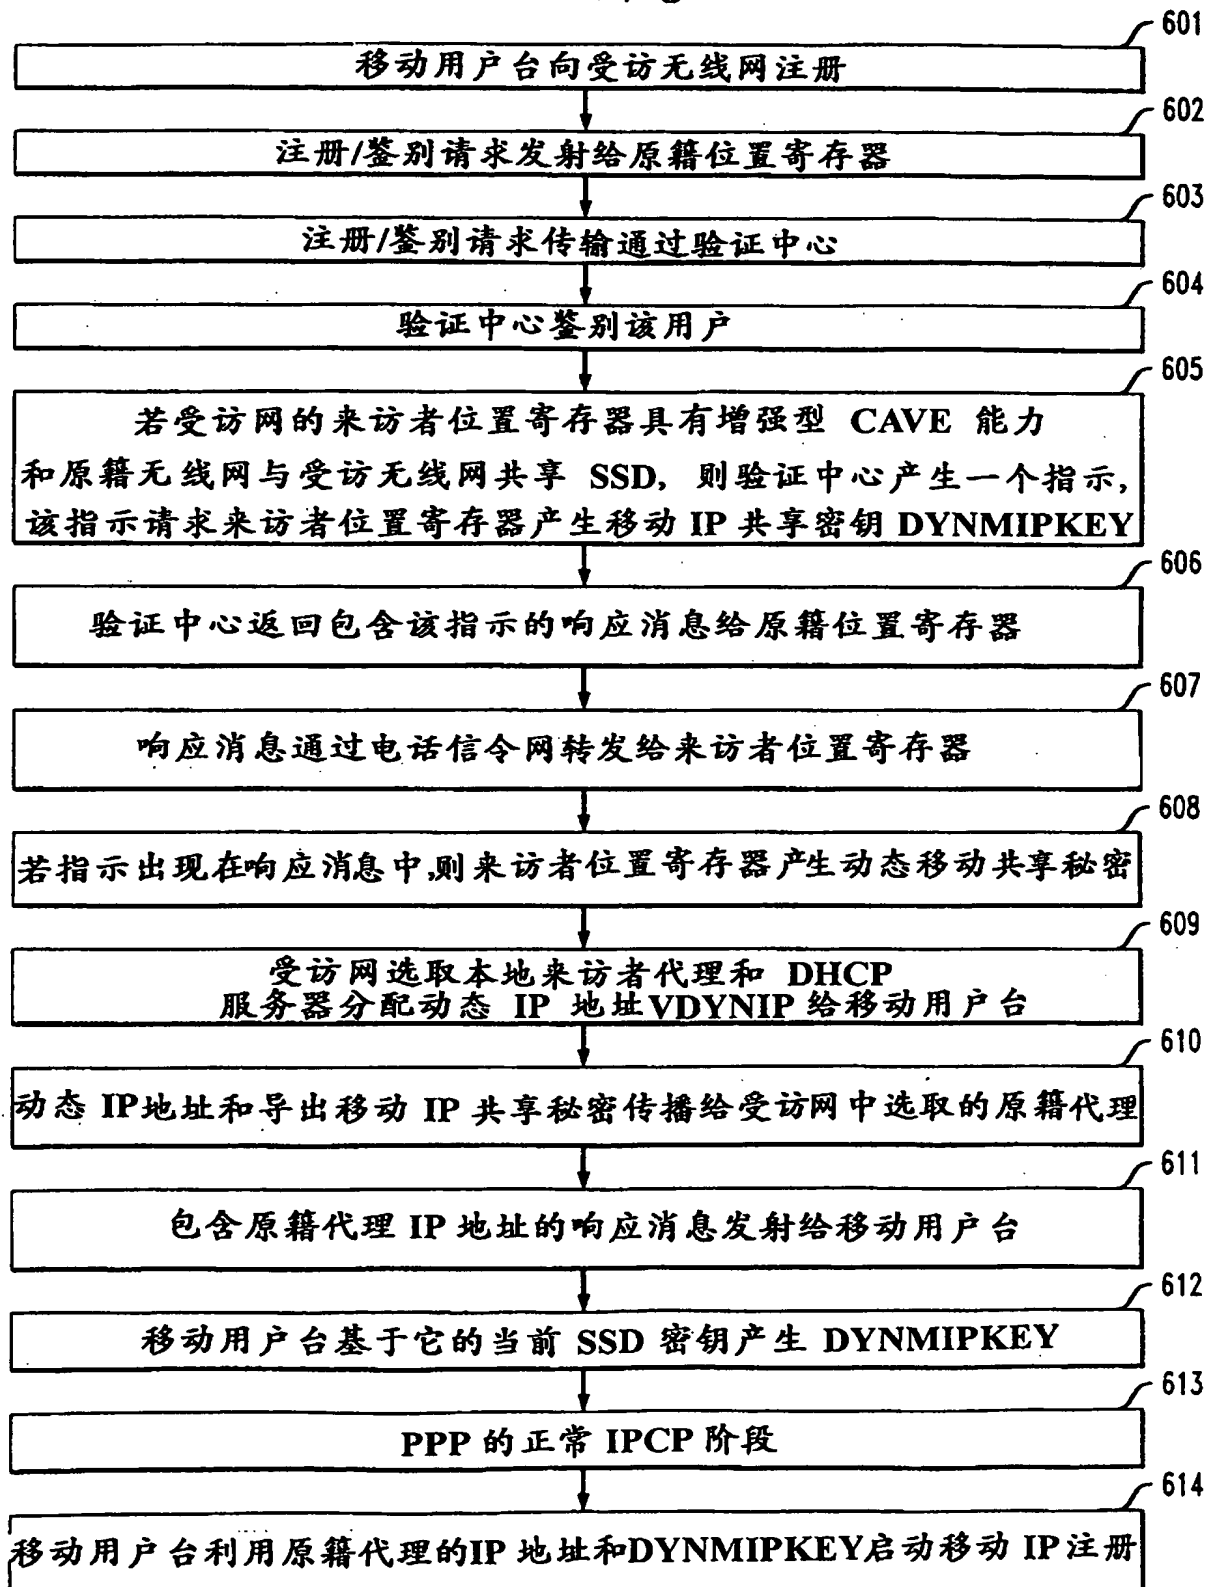 601
移动用户台向受访无线网注册
602
注册/鉴别请求发射给原籍位置寄存器
603
注册/鉴别请求传输通过验证中心
604
验证中心鉴别该用户
605
若受访网的来访者位置寄存器具有增强型 CAVE 能力
和原籍无线网与受访无线网共享 SSD, 则验证中心产生一个指示,
该指示请求来访者位置寄存器产生移动 IP 共享密钥 DYNMIPKEY
606
验证中心返回包含该指示的响应消息给原籍位置寄存器
607
响应消息通过电话信令网转发给来访者位置寄存器
608
若指示出现在响应消息中,则来访者位置寄存器产生动态移动共享秘密
609
受访网选取本地来访者代理和 DHCP
服务器分配动态 IP 地址VDYNIP 给移动用户台
610
动态 IP地址和导出移动 IP 共享秘密传播给受访网中选取的原籍代理
611
包含原籍代理 IP 地址的响应消息发射给移动用户台
612
移动用户台基于它的当前 SSD 密钥产生 DYNMIPKEY
613
PPP 的正常 IPCP 阶段
614
移动用户台利用原籍代理的IP 地址和DYNMIPKEY启动移动 IP注册